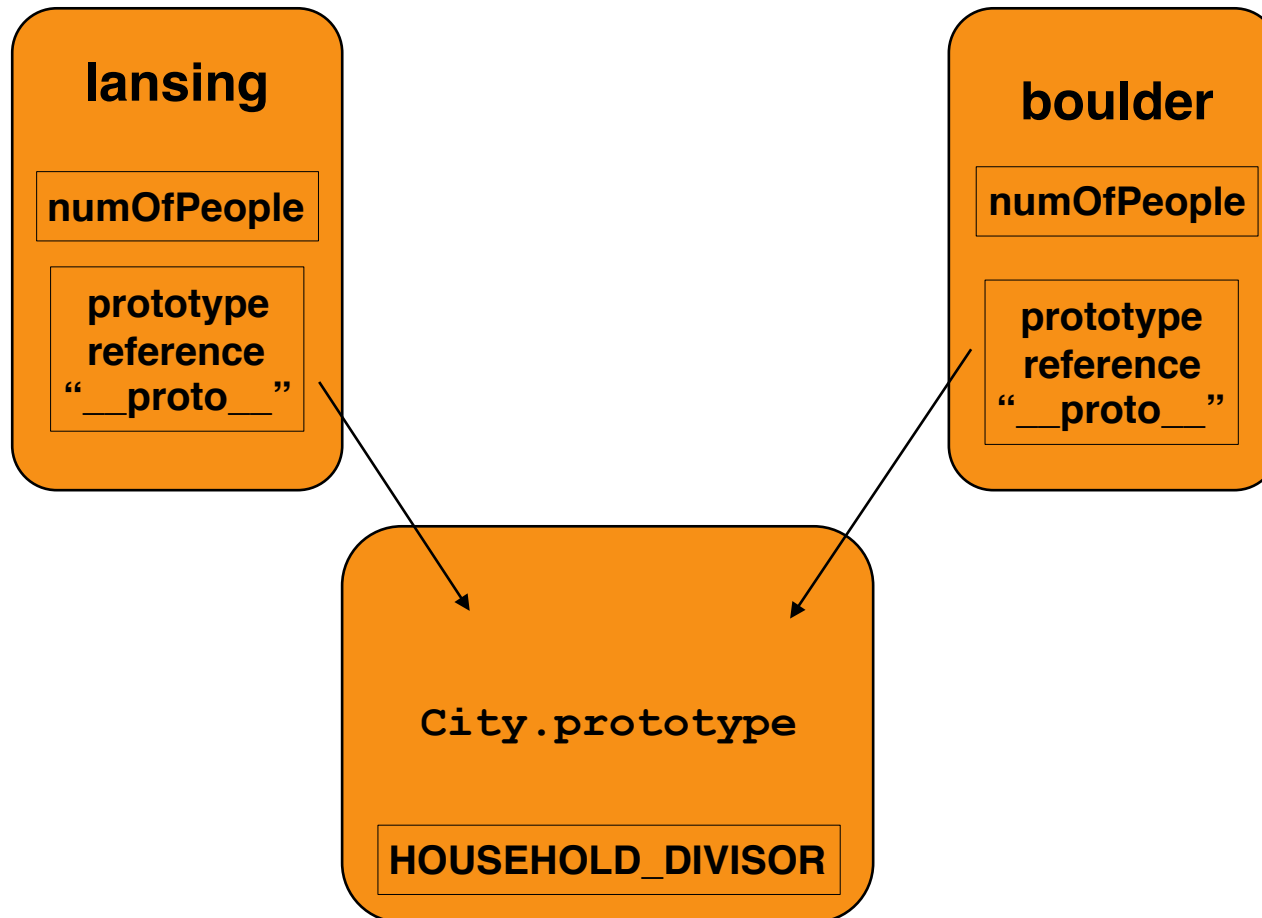 lansing
numOfPeople
prototype
reference
“__proto__”
boulder
numOfPeople
prototype
reference
“__proto__”
City.prototype
HOUSEHOLD_DIVISOR